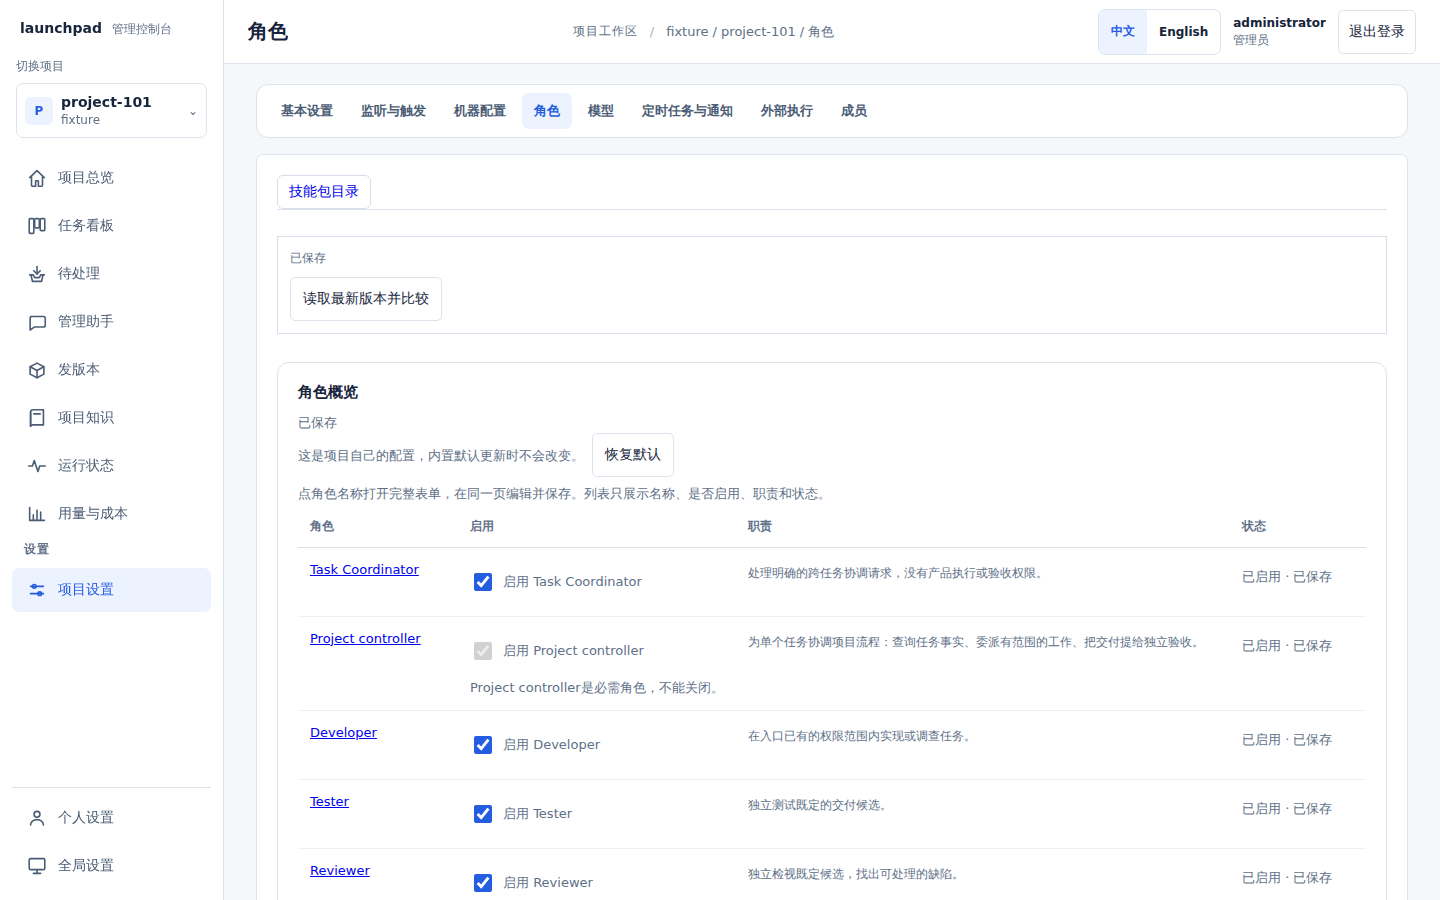 launchpad 管理控制台
切换项目
P
project-101
fixture
项目总览
任务看板
待处理
管理助手
发版本
项目知识
运行状态
用量与成本
设置
项目设置
个人设置
全局设置
角色
项目工作区 / fixture / project-101 / 角色
中文 English
administrator
管理员
退出登录
基本设置 监听与触发 机器配置 角色 模型 定时任务与通知 外部执行 成员
技能包目录
已保存
读取最新版本并比较
角色概览
已保存
这是项目自己的配置，内置默认更新时不会改变。 恢复默认
点角色名称打开完整表单，在同一页编辑并保存。列表只展示名称、是否启用、职责和状态。
角色 启用 职责 状态
Task Coordinator 启用 Task Coordinator 处理明确的跨任务协调请求，没有产品执行或验收权限。 已启用 · 已保存
Project controller 启用 Project controller 为单个任务协调项目流程：查询任务事实、委派有范围的工作、把交付提给独立验收。 已启用 · 已保存
Project controller是必需角色，不能关闭。
Developer 启用 Developer 在入口已有的权限范围内实现或调查任务。 已启用 · 已保存
Tester 启用 Tester 独立测试既定的交付候选。 已启用 · 已保存
Reviewer 启用 Reviewer 独立检视既定候选，找出可处理的缺陷。 已启用 · 已保存